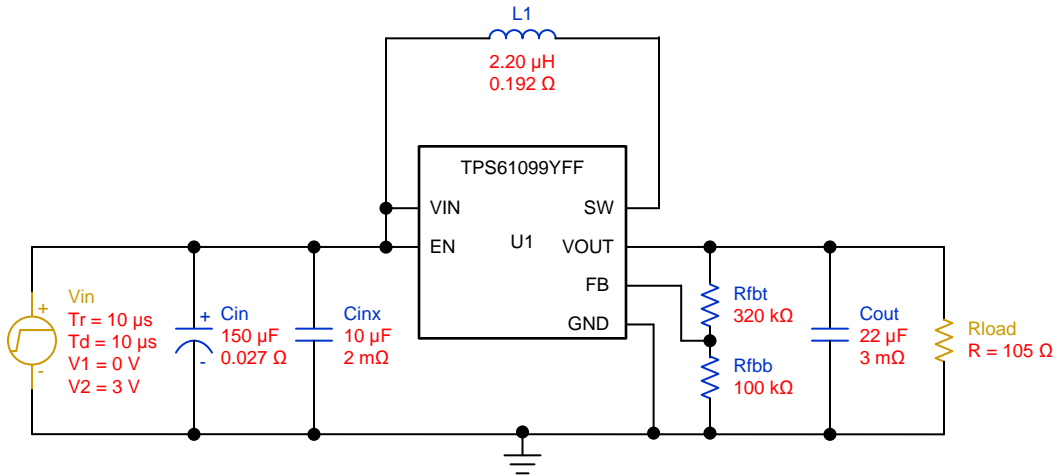 L1
2.20 µH
0.192 Ω
TPS61099YFF
VIN
SW
EN
U1
VOUT
FB
GND
Vin
+
-
Tr = 10 µs
Td = 10 µs
V1 = 0 V
V2 = 3 V
+
Cin
150 µF
0.027 Ω
-
Cinx
10 µF
2 mΩ
Rfbt
320 kΩ
Rfbb
100 kΩ
Cout
22 µF
3 mΩ
Rload
R = 105 Ω